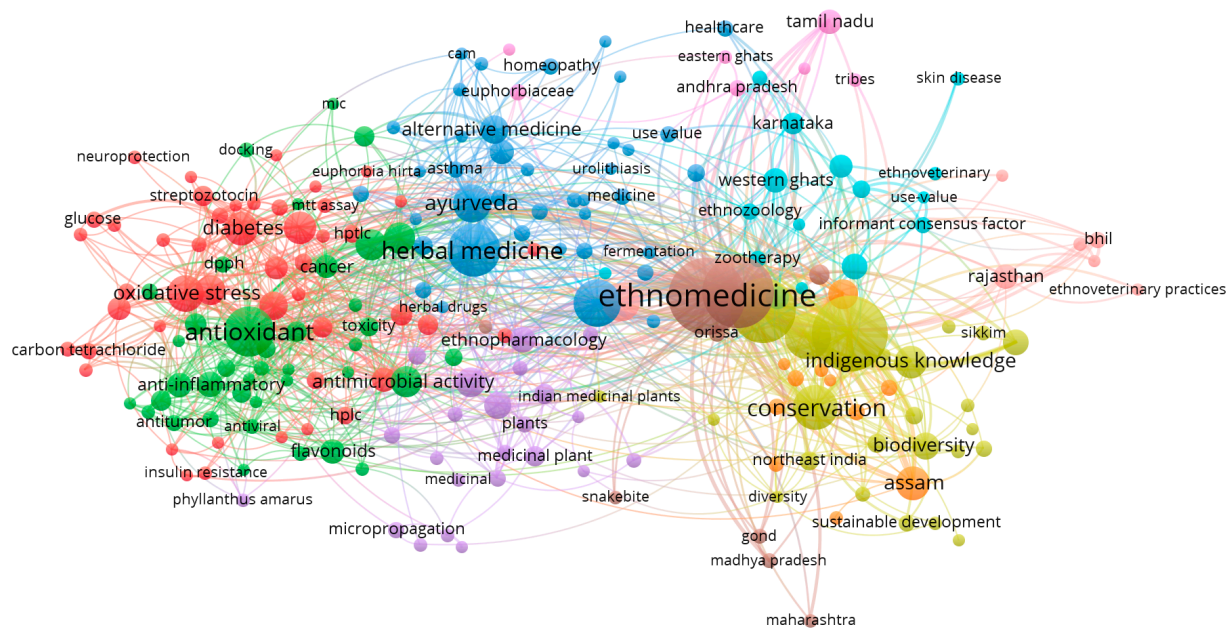 tamil nadu
healthcare
cam
eastern ghats
homeopathy
skin disease
tribes
andhra pradesh
euphorbiaceae
mic
karnataka
alternative medicine
use value
docking
neuroprotection
euphorbia hirta
asthma
urolithiasis
ethnoveterinary
western ghats
streptozotocin
medicine
use-value
ayurveda
mtt assay
ethnozoology
glucose
diabetes
informant consensus factor
hptlc
bhil
herbal medicine
fermentation
zootherapy
dpph
cancer
rajasthan
oxidative stress
ethnoveterinary practices
ethnomedicine
herbal drugs
toxicity
antioxidant
orissa
sikkim
ethnopharmacology
carbon tetrachloride
indigenous knowledge
antimicrobial activity
anti-inflammatory
indian medicinal plants
conservation
hplc
antitumor
plants
antiviral
biodiversity
flavonoids
medicinal plant
northeast india
insulin resistance
medicinal
assam
phyllanthus amarus
snakebite
diversity
sustainable development
micropropagation
gond
madhya pradesh
maharashtra